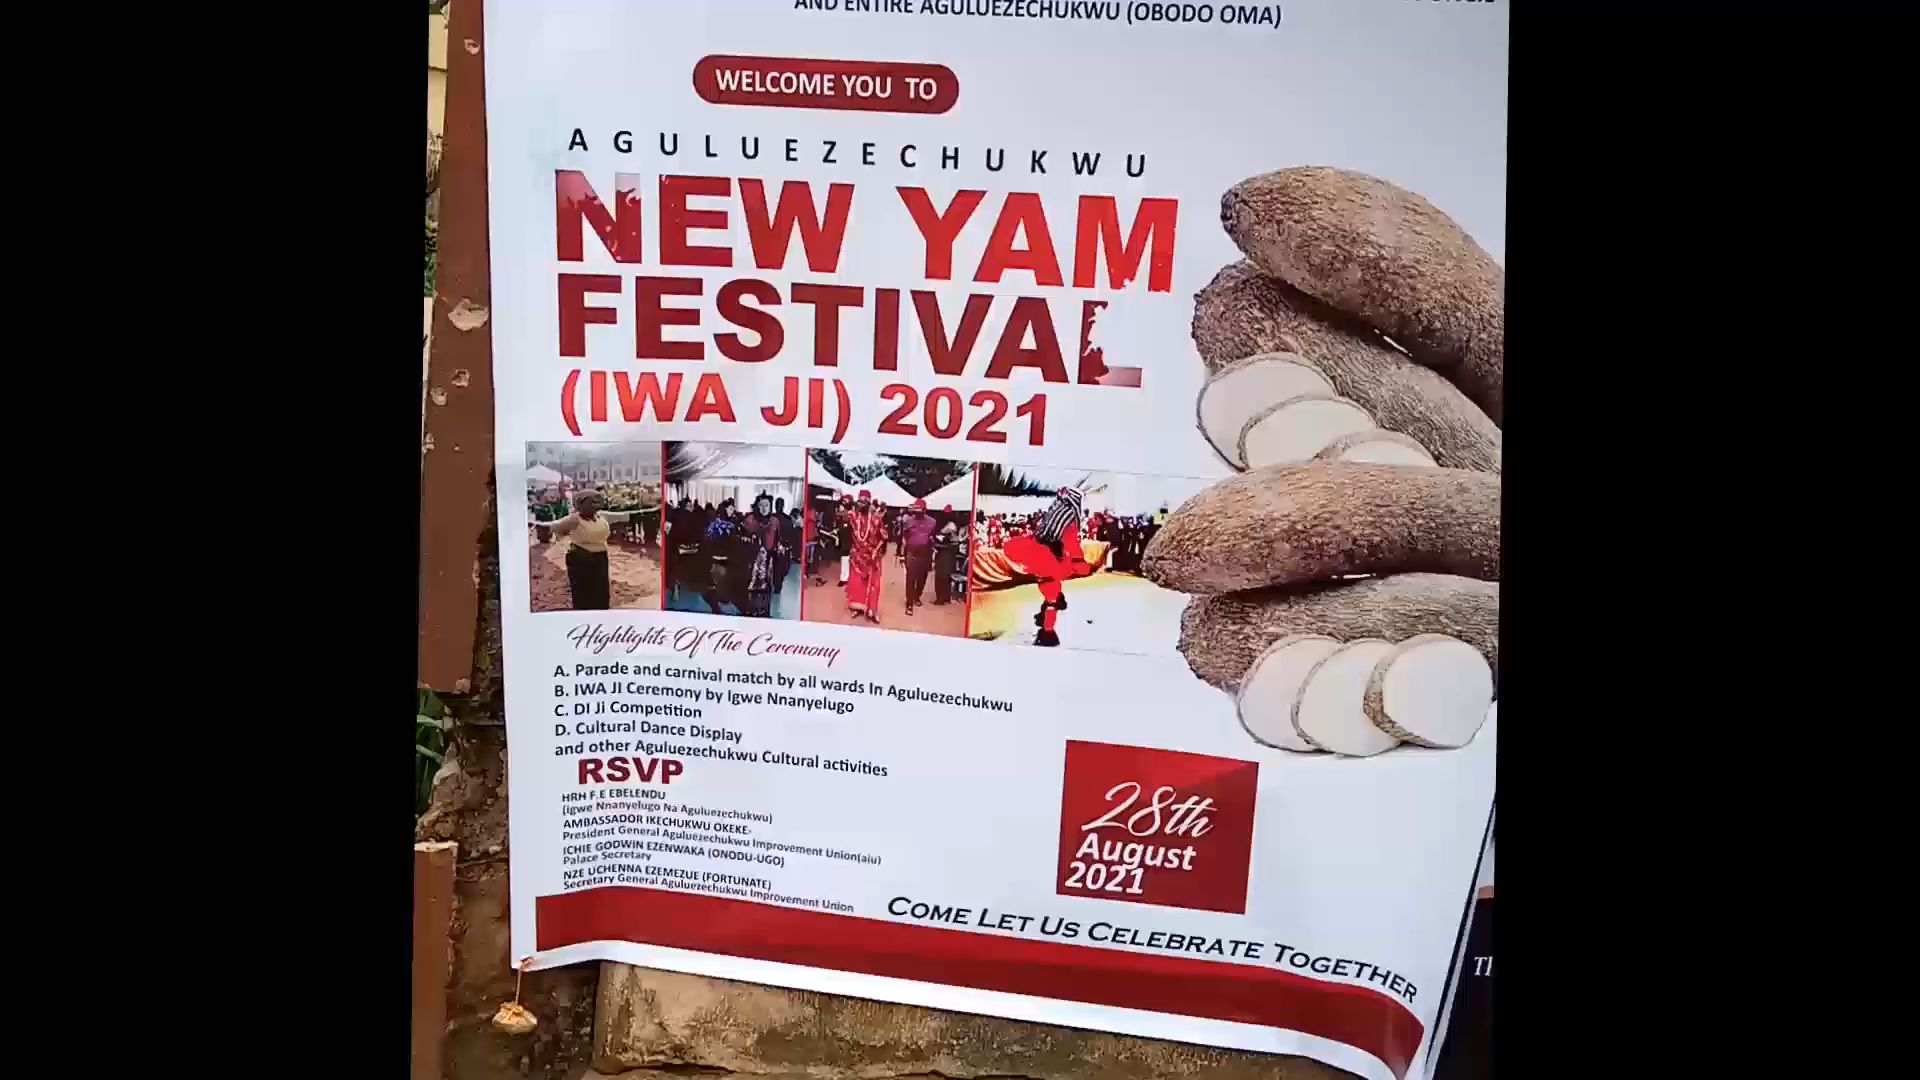 AND ENTIRE AGULUEZECHUKWU (OBODO OMA)
WELCOME YOU TO
AGULUEZECHUKWU
NEW YAM
FESTIVAL
(IWA JI) 2021
Highlights Of The Ceremony
A. Parade and carnival match by all wards In Aguluezechukwu
B. IWA JI Ceremony by Igwe Nnanyelugo
C. DI Ji Competition
D. Cultural Dance Display
and other Aguluezechukwu Cultural activities
RSVP
HRH F.E EBELENDU
(Igwe Nnanyelugo Na Aguluezechukwu)
AMBASSADOR IKECHUKWU OKEKE-
President General Aguluezechukwu Improvement Union(aiu)
ICHIE GODWIN EZENWAKA (ONODU-UGO)
Palace Secretary
NZE UCHENNA EZEMEZUE (FORTUNATE)
Secretary General Aguluezechukwu Improvement Union
28th
August
2021
COME LET US CELEBRATE TOGETHER